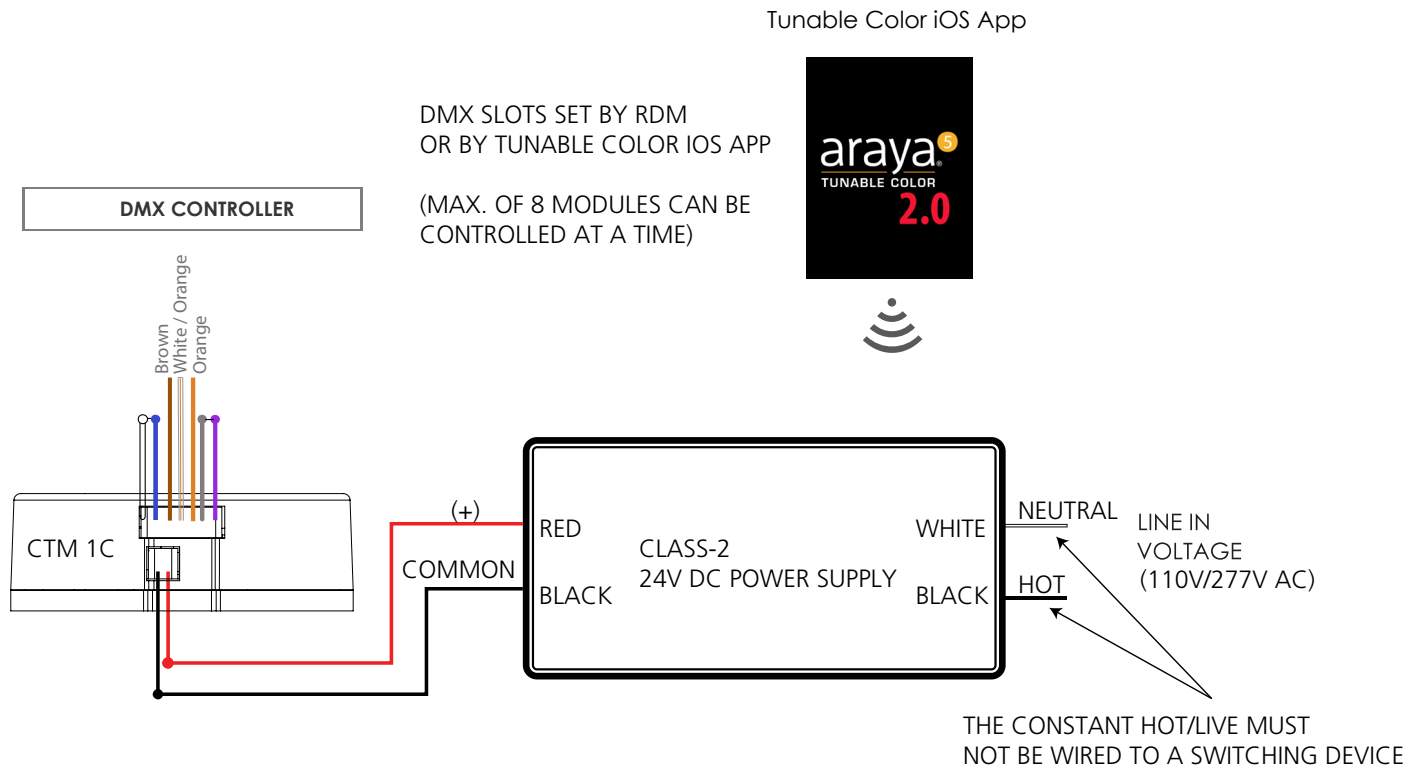 Tunable Color iOS App
DMX SLOTS SET BY RDM
OR BY TUNABLE COLOR IOS APP
(MAX. OF 8 MODULES CAN BE
CONTROLLED AT A TIME)
araya®5
TUNABLE COLOR
2.0
DMX CONTROLLER
Brown
White / Orange
Orange
CTM 1C
(+)
COMMON
RED
BLACK
CLASS-2
24V DC POWER SUPPLY
WHITE
BLACK
NEUTRAL
HOT
LINE IN
VOLTAGE
(110V/277V AC)
THE CONSTANT HOT/LIVE MUST
NOT BE WIRED TO A SWITCHING DEVICE